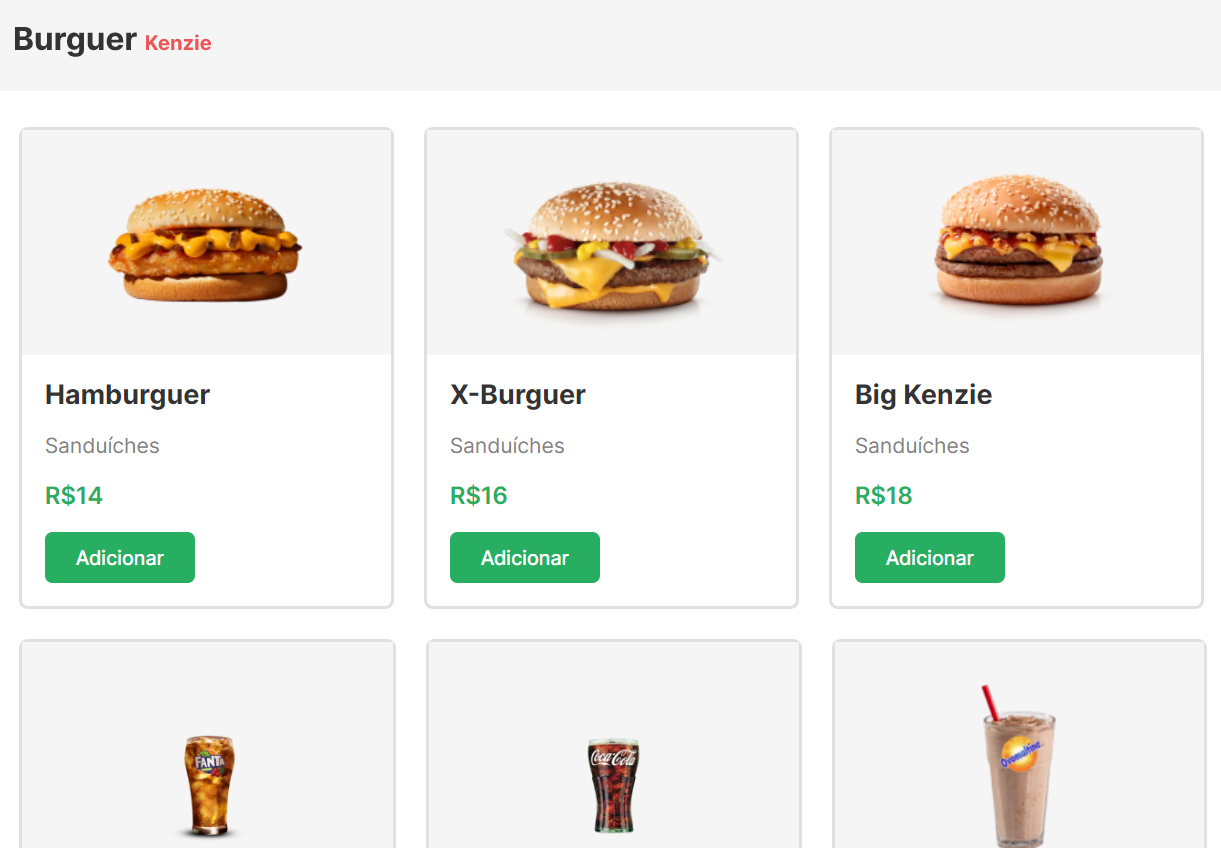 Burguer Kenzie
Hamburguer
Sanduíches
R$14
Adicionar
X-Burguer
Sanduíches
R$16
Adicionar
Big Kenzie
Sanduíches
R$18
Adicionar
FANTA
Coca-Cola
Ovomaltine